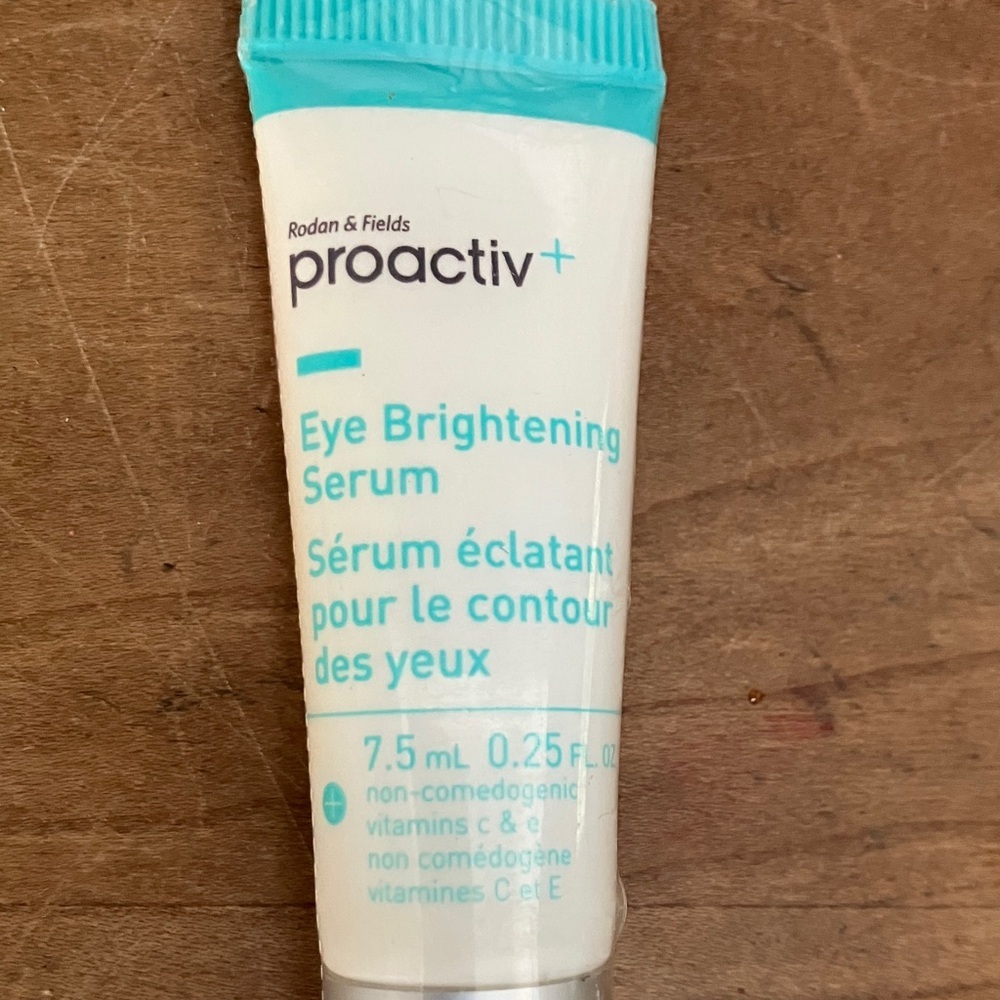 Rodan & Fields
proactiv+
Eye Brightening
Serum
Sérum éclatant
pour le contour
des yeux
7.5 mL 0.25 FL. OZ
non-comedogenic
vitamins c & e
non comédogène
vitamines C et E